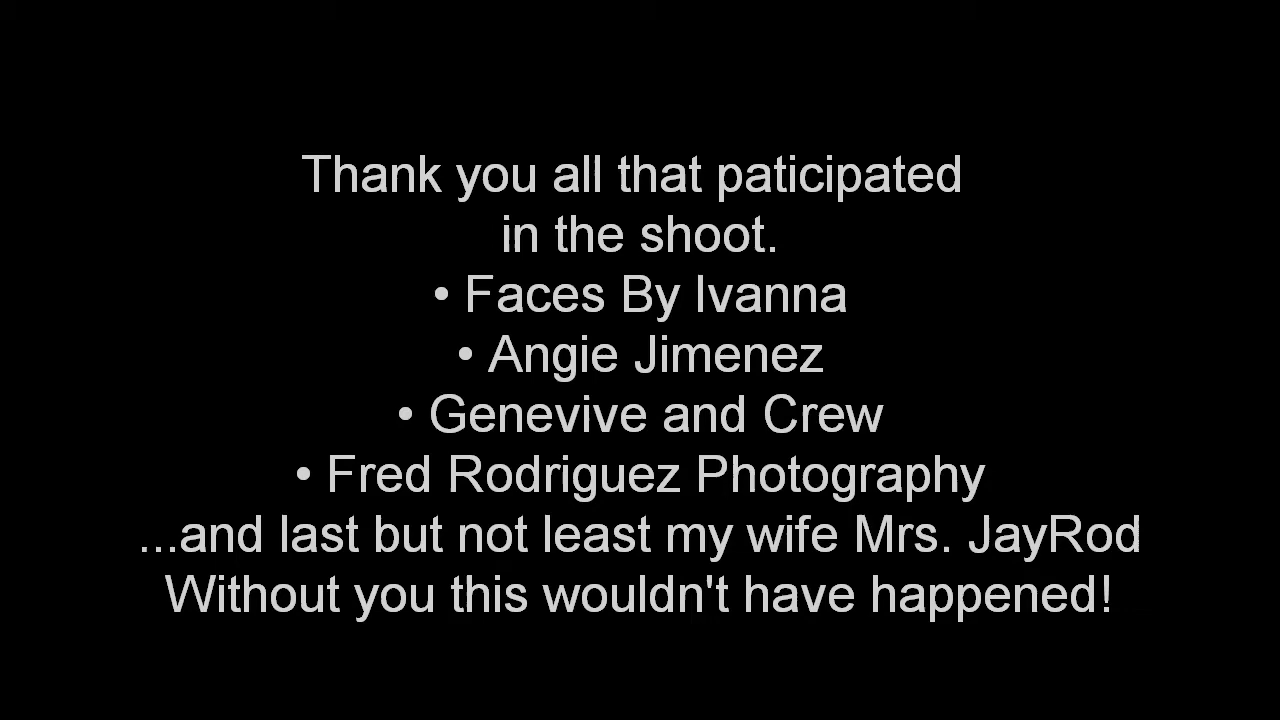 Thank you all that paticipated
in the shoot.
• Faces By Ivanna
• Angie Jimenez
• Genevive and Crew
• Fred Rodriguez Photography
...and last but not least my wife Mrs. JayRod
Without you this wouldn't have happened!